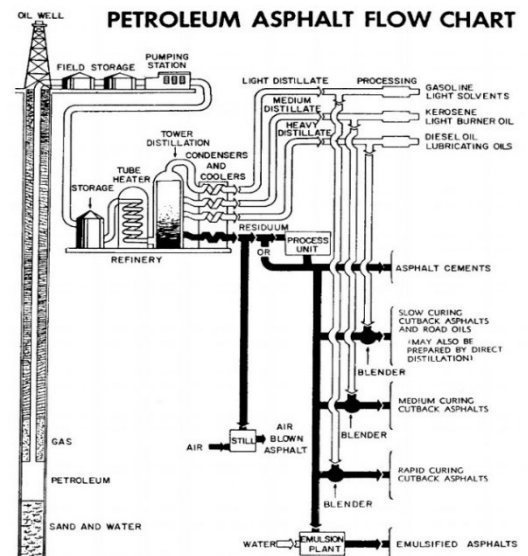 PETROLEUM ASPHALT FLOW CHART
OIL WELL
FIELD STORAGE
PUMPING
STATION
LIGHT DISTILLATE
PROCESSING
GASOLINE
LIGHT SOLVENTS
MEDIUM
DISTILLATE
KEROSENE
LIGHT BURNER OIL
HEAVY
DISTILLATE
DIESEL OIL
LUBRICATING OILS
TOWER
DISTILLATION
CONDENSERS
AND
COOLERS
TUBE
HEATER
STORAGE
REFINERY
RESIDUUM
OR
PROCESS
UNIT
ASPHALT CEMENTS
SLOW CURING
CUTBACK ASPHALTS
AND ROAD OILS
(MAY ALSO BE
PREPARED BY DIRECT
DISTILLATION)
BLENDER
MEDIUM CURING
CUTBACK ASPHALTS
BLENDER
AIR
STILL
AIR
BLOWN
ASPHALT
RAPID CURING
CUTBACK ASPHALTS
BLENDER
GAS
PETROLEUM
SAND AND WATER
WATER
EMULSION
PLANT
EMULSIFIED ASPHALTS